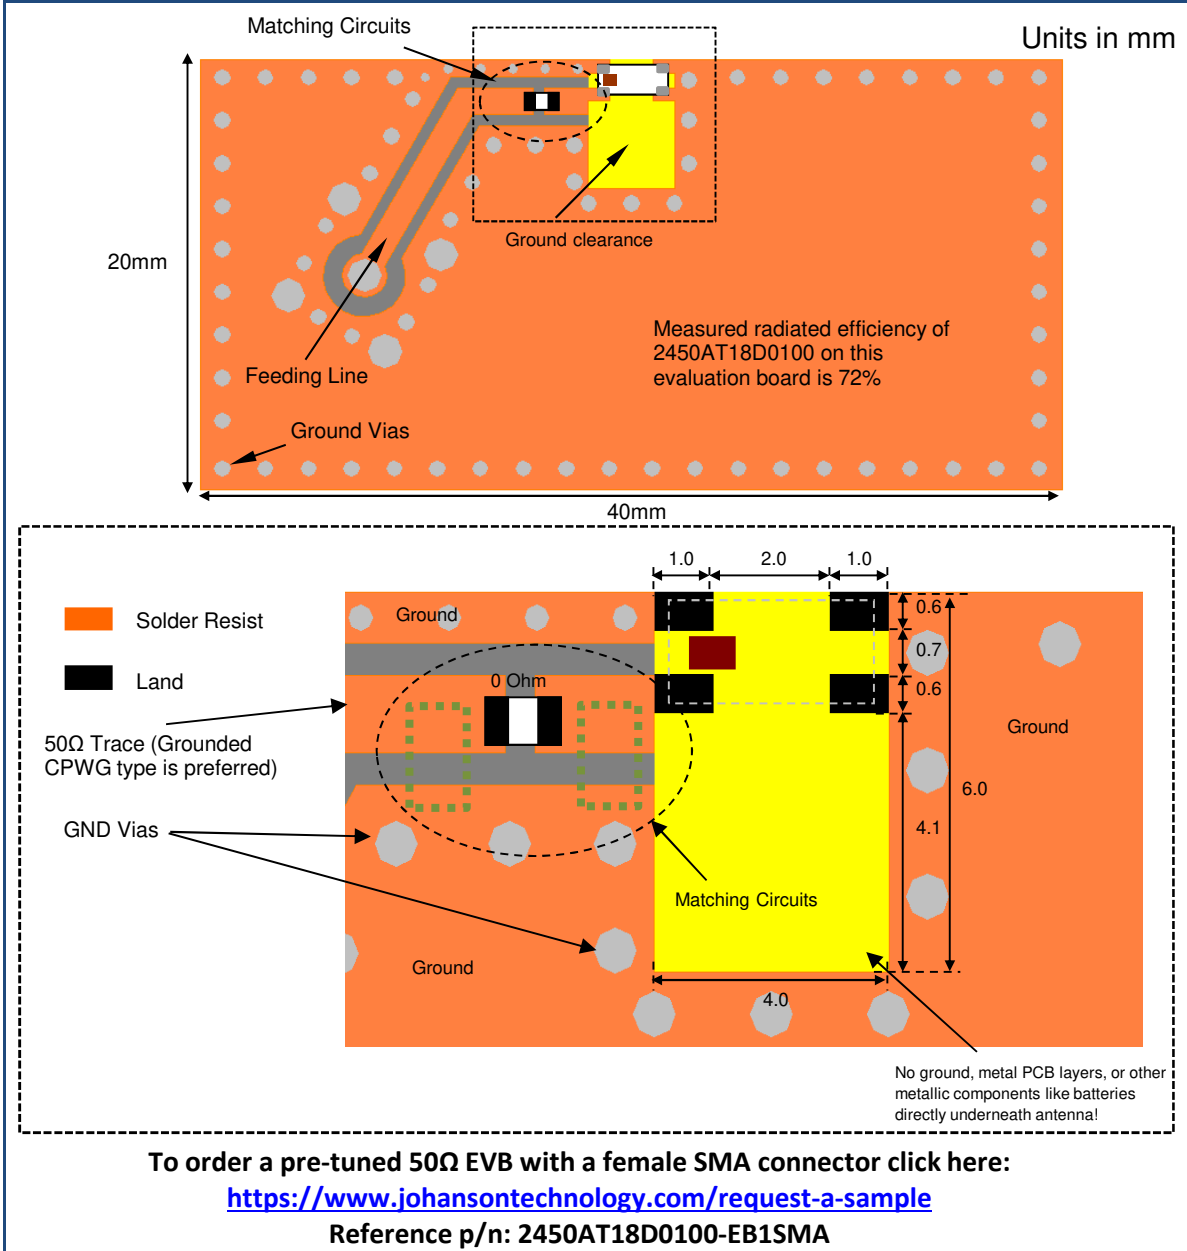 Matching Circuits
Units in mm
20mm
Ground clearance
Measured radiated efficiency of
2450AT18D0100 on this
evaluation board is 72%
Feeding Line
Ground Vias
40mm
1.0
2.0
1.0
Solder Resist
Ground
0.6
0.7
Land
0 Ohm
0.6
50Ω Trace (Grounded
CPWG type is preferred)
Ground
6.0
GND Vias
4.1
Matching Circuits
Ground
4.0
No ground, metal PCB layers, or other
metallic components like batteries
directly underneath antenna!
To order a pre-tuned 50Ω EVB with a female SMA connector click here:
https://www.johansontechnology.com/request-a-sample
Reference p/n: 2450AT18D0100-EB1SMA